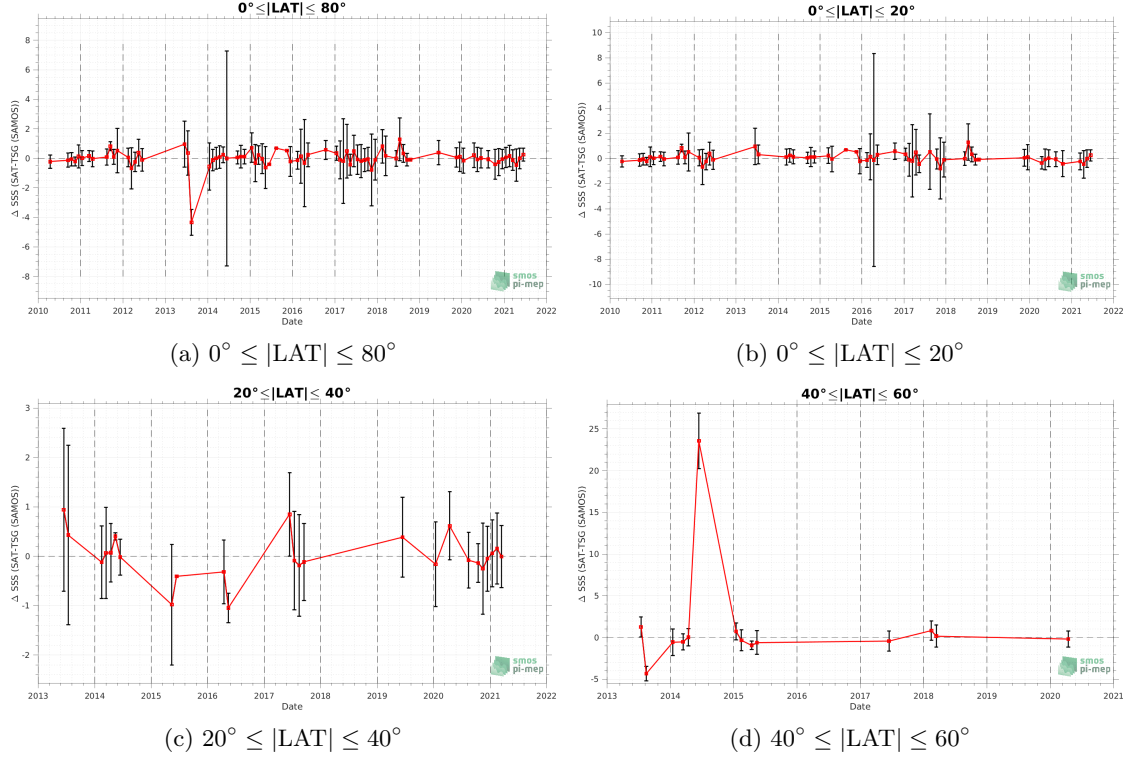 0°≤|LAT|≤ 80°
Δ SSS (SAT-TSG (SAMOS))
8
6
4
2
0
-2
-4
-6
-8
2010 2011 2012 2013 2014 2015 2016 2017 2018 2019 2020 2021 2022
Date
smos
pi-mep
(a) 0° ≤ |LAT| ≤ 80°
0°≤|LAT|≤ 20°
Δ SSS (SAT-TSG (SAMOS))
10
8
6
4
2
0
-2
-4
-6
-8
-10
2010 2011 2012 2013 2014 2015 2016 2017 2018 2019 2020 2021 2022
Date
smos
pi-mep
(b) 0° ≤ |LAT| ≤ 20°
20°≤|LAT|≤ 40°
Δ SSS (SAT-TSG (SAMOS))
3
2
1
0
-1
-2
2013 2014 2015 2016 2017 2018 2019 2020 2021 2022
Date
smos
pi-mep
(c) 20° ≤ |LAT| ≤ 40°
40°≤|LAT|≤ 60°
Δ SSS (SAT-TSG (SAMOS))
25
20
15
10
5
0
-5
2013 2014 2015 2016 2017 2018 2019 2020 2021
Date
smos
pi-mep
(d) 40° ≤ |LAT| ≤ 60°